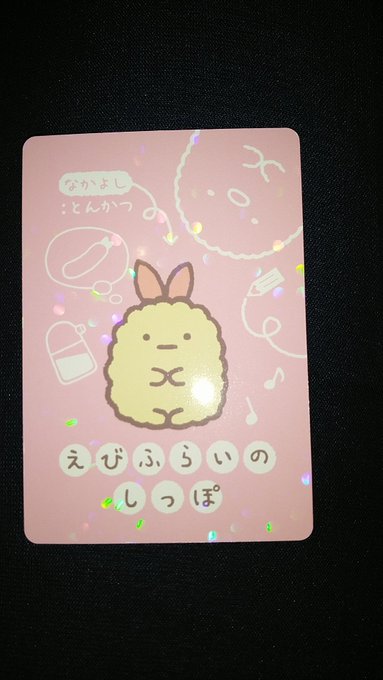 なかよし
:とんかつ
えびふらいの
しっぽ